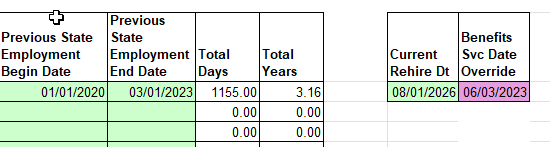 Previous State Employment Begin Date
Previous State Employment End Date
Total Days
Total Years
Current Rehire Dt
Benefits Svc Date Override
01/01/2020 03/01/2023 1155.00 3.16 08/01/2026 06/03/2023
0.00 0.00
0.00 0.00